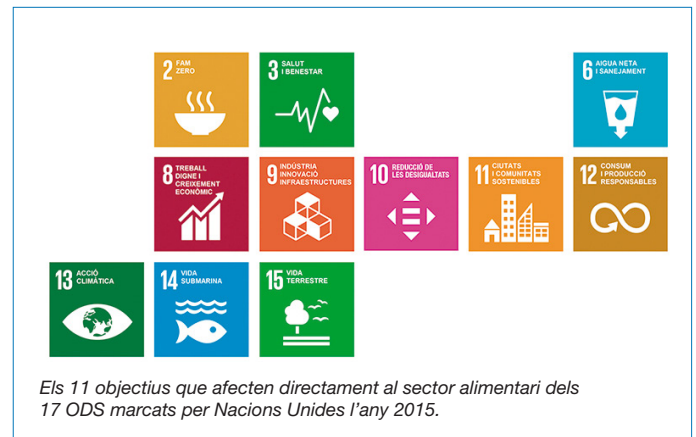 2 FAM
ZERO
3 SALUT
I BENESTAR
6 AIGUA NETA
I SANEJAMENT
8 TREBALL
DIGNE I
CREIXEMENT
ECONÒMIC
9 INDÚSTRIA
INNOVACIÓ
INFRAESTRUCTURES
10 REDUCCIÓ DE
LES DESIGUALTATS
11 CIUTATS
I COMUNITATS
SOSTENIBLES
12 CONSUM
I PRODUCCIÓ
RESPONSABLES
13 ACCIÓ
CLIMÀTICA
14 VIDA
SUBMARINA
15 VIDA
TERRESTRE
Els 11 objectius que afecten directament al sector alimentari dels
17 ODS marcats per Nacions Unides l'any 2015.